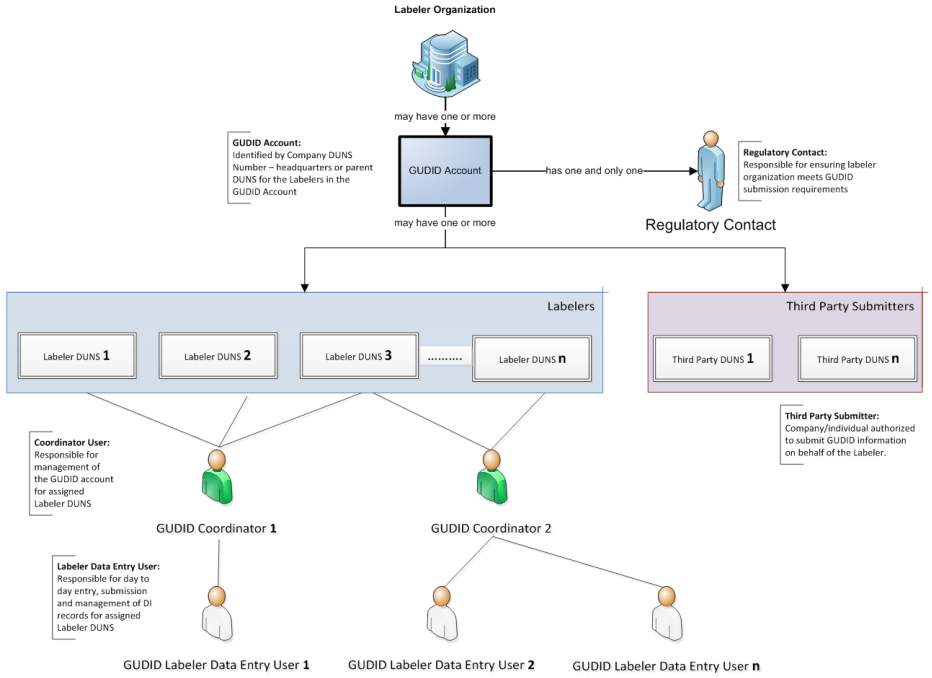 Labeler Organization
may have one or more
GUDID Account:
Identified by Company DUNS
Number – headquarters or parent
DUNS for the Labelers in the
GUDID Account
GUDID Account
has one and only one
Regulatory Contact:
Responsible for ensuring labeler
organization meets GUDID
submission requirements
Regulatory Contact
may have one or more
Labelers
Labeler DUNS 1
Labeler DUNS 2
Labeler DUNS 3
..........
Labeler DUNS n
Third Party Submitters
Third Party DUNS 1
Third Party DUNS n
Third Party Submitter:
Company/individual authorized
to submit GUDID information
on behalf of the Labeler.
Coordinator User:
Responsible for
management of
the GUDID account
for assigned
Labeler DUNS
GUDID Coordinator 1
GUDID Coordinator 2
Labeler Data Entry User:
Responsible for day to
day entry, submission
and management of DI
records for assigned
Labeler DUNS
GUDID Labeler Data Entry User 1
GUDID Labeler Data Entry User 2
GUDID Labeler Data Entry User n